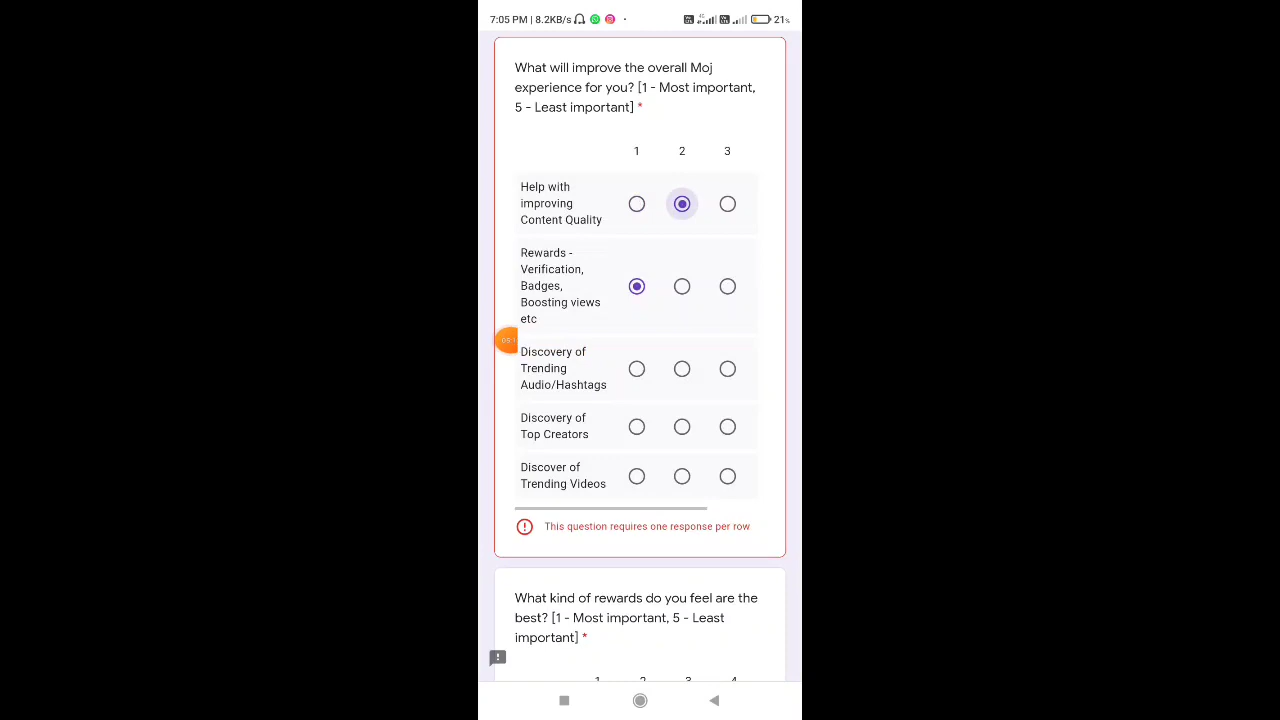 7:05 PM | 8.2KB/s
21%
What will improve the overall Moj
experience for you? [1 - Most important,
5 - Least important] *
1 2 3
Help with
improving
Content Quality
Rewards -
Verification,
Badges,
Boosting views
etc
Discovery of
Trending
Audio/Hashtags
Discovery of
Top Creators
Discover of
Trending Videos
This question requires one response per row
What kind of rewards do you feel are the
best? [1 - Most important, 5 - Least
important] *
1 2 3 4